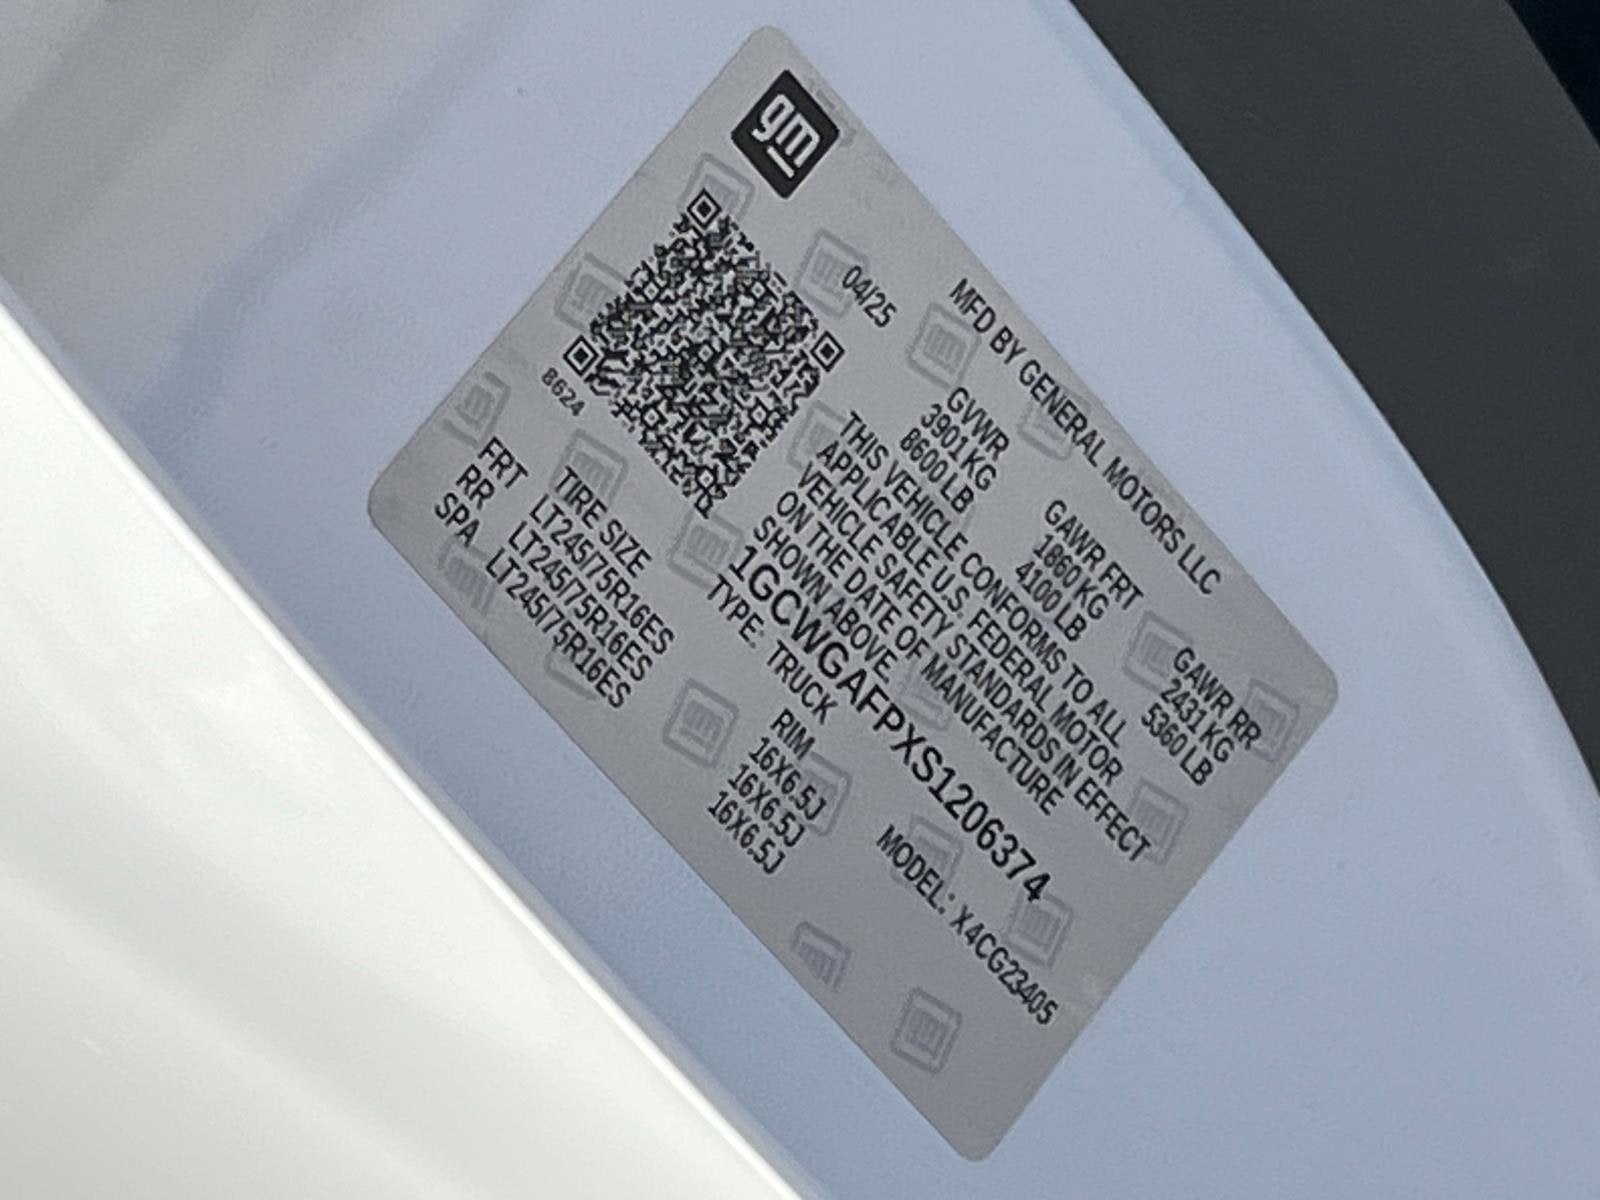 gm
MFD BY GENERAL MOTORS LLC
04/25
GVWR GAWR FRT GAWR RR
3901 KG 1860 KG 2431 KG
8600 LB 4100 LB 5360 LB
THIS VEHICLE CONFORMS TO ALL
APPLICABLE U.S. FEDERAL MOTOR
VEHICLE SAFETY STANDARDS IN EFFECT
ON THE DATE OF MANUFACTURE
SHOWN ABOVE.
1GCWGAFPXS1206374
TYPE: TRUCK MODEL: X4CG23405
8624
TIRE SIZE RIM
FRT LT245/75R16ES 16X6.5J
RR LT245/75R16ES 16X6.5J
SPA LT245/75R16ES 16X6.5J